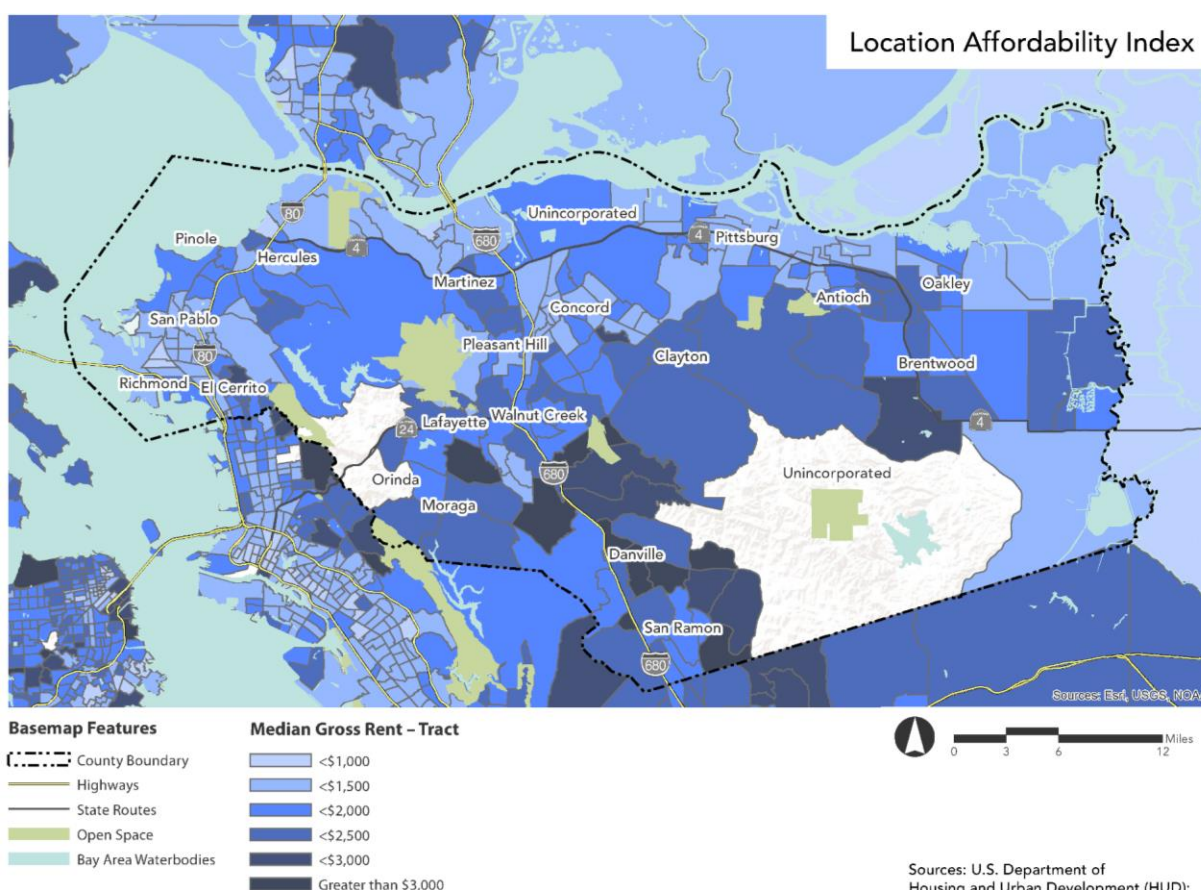 Location Affordability Index
Unincorporated
80
Pinole
4
680
4
Pittsburg
Hercules
Martinez
Oakley
Antioch
Concord
San Pablo
Pleasant Hill
80
Clayton
Brentwood
Richmond
El Cerrito
Walnut Creek
Lafayette
24
4
680
Unincorporated
Orinda
Moraga
Danville
San Ramon
680
Sources: Esri, USGS, NOA
Basemap Features
County Boundary
Highways
State Routes
Open Space
Bay Area Waterbodies
Median Gross Rent – Tract
<$1,000
<$1,500
<$2,000
<$2,500
<$3,000
Greater than $3,000
Miles
0 3 6 12
Sources: U.S. Department of
Housing and Urban Development (HUD);